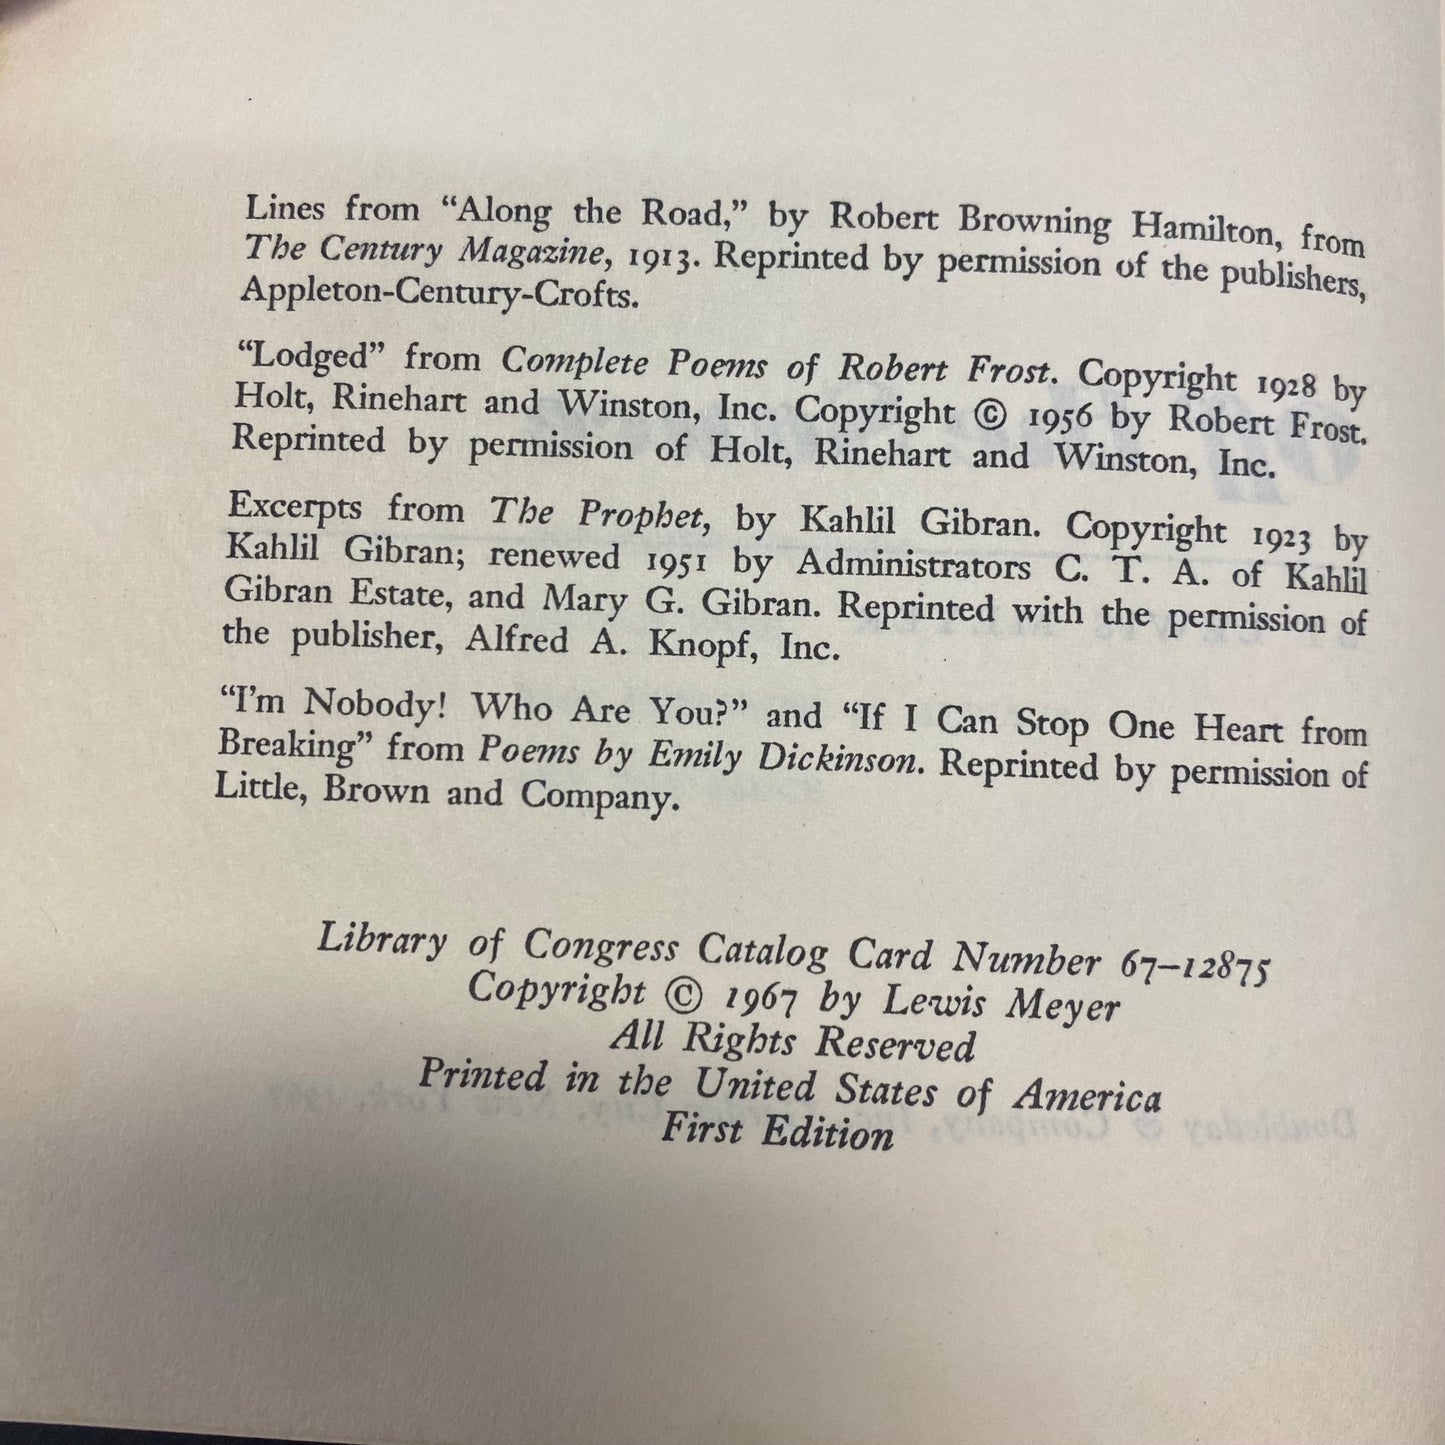 Lines from “Along the Road,” by Robert Browning Hamilton, from
The Century Magazine, 1913. Reprinted by permission of the publishers,
Appleton-Century-Crofts.
“Lodged” from Complete Poems of Robert Frost. Copyright 1928 by
Holt, Rinehart and Winston, Inc. Copyright © 1956 by Robert Frost.
Reprinted by permission of Holt, Rinehart and Winston, Inc.
Excerpts from The Prophet, by Kahlil Gibran. Copyright 1923 by
Kahlil Gibran; renewed 1951 by Administrators C. T. A. of Kahlil
Gibran Estate, and Mary G. Gibran. Reprinted with the permission of
the publisher, Alfred A. Knopf, Inc.
“I’m Nobody! Who Are You?” and “If I Can Stop One Heart from
Breaking” from Poems by Emily Dickinson. Reprinted by permission of
Little, Brown and Company.
Library of Congress Catalog Card Number 67–12875
Copyright © 1967 by Lewis Meyer
All Rights Reserved
Printed in the United States of America
First Edition
Doubleday & Company,